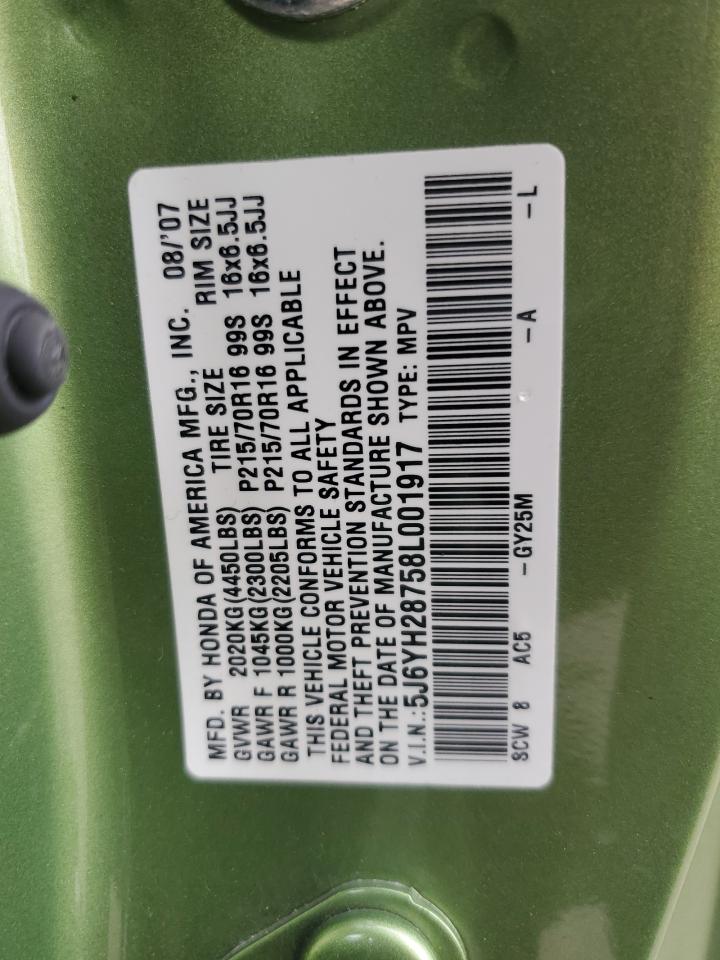 MFD. BY HONDA OF AMERICA MFG., INC. 08/'07
GVWR 2020KG(4450LBS) TIRE SIZE RIM SIZE
GAWR F 1045KG(2300LBS) P215/70R16 99S 16x6.5JJ
GAWR R 1000KG(2205LBS) P215/70R16 99S 16x6.5JJ
THIS VEHICLE CONFORMS TO ALL APPLICABLE
FEDERAL MOTOR VEHICLE SAFETY
AND THEFT PREVENTION STANDARDS IN EFFECT
ON THE DATE OF MANUFACTURE SHOWN ABOVE.
V.I.N.:5J6YH28758L001917 TYPE: MPV
SCW 8 AC5 -GY25M -A -L